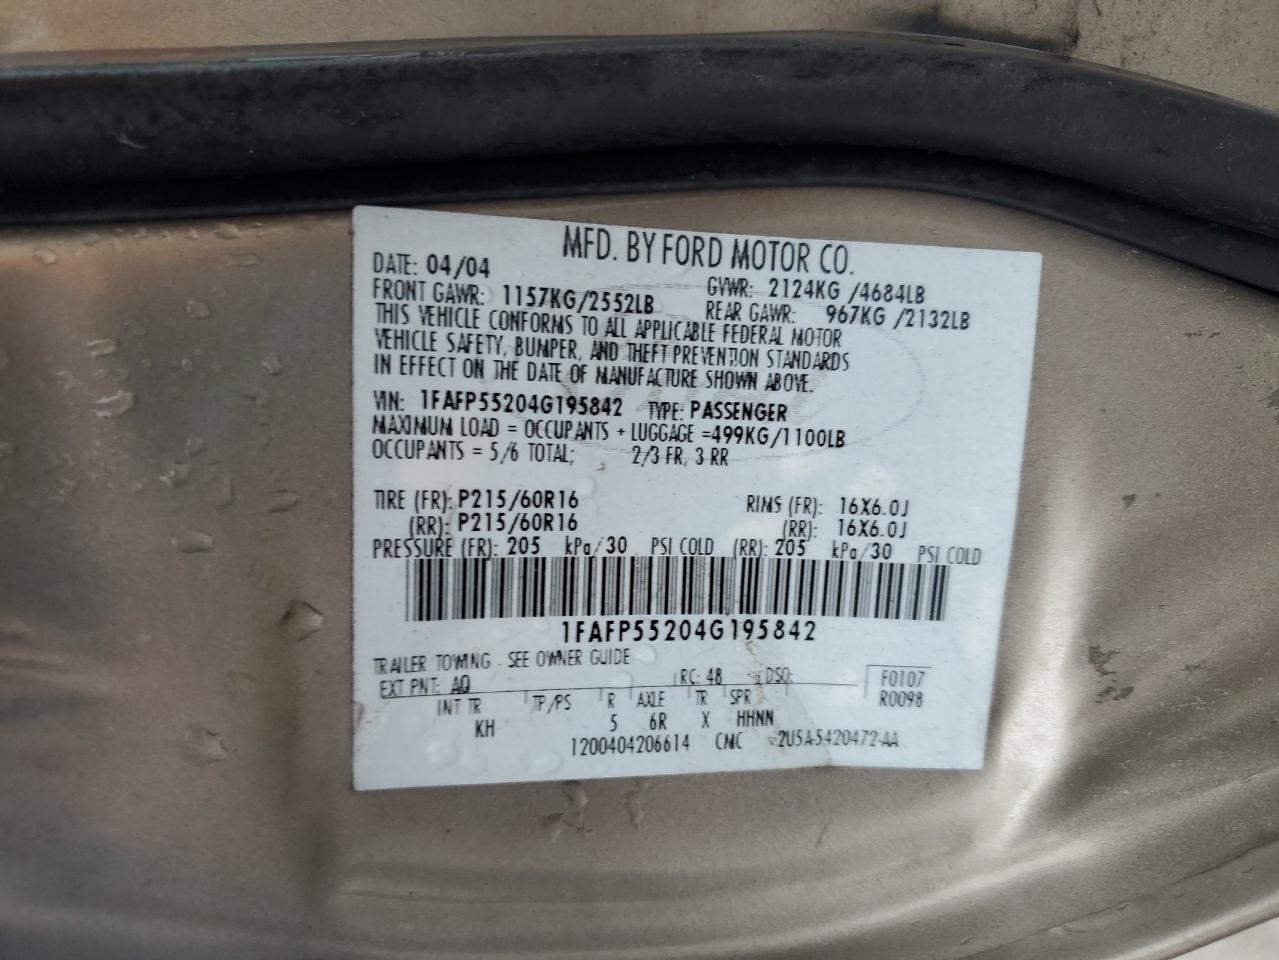 MFD. BY FORD MOTOR CO.
DATE: 04/04
GVWR: 2124KG /4684LB
FRONT GAWR: 1157KG/2552LB
REAR GAWR: 967KG /2132LB
THIS VEHICLE CONFORMS TO ALL APPLICABLE FEDERAL MOTOR
VEHICLE SAFETY, BUMPER, AND THEFT PREVENTION STANDARDS
IN EFFECT ON THE DATE OF MANUFACTURE SHOWN ABOVE.
VIN: 1FAFP55204G195842 TYPE: PASSENGER
MAXIMUM LOAD = OCCUPANTS + LUGGAGE =499KG/1100LB
OCCUPANTS = 5/6 TOTAL; 2/3 FR, 3 RR
TIRE (FR): P215/60R16 RIMS (FR): 16X6.0J
(RR): P215/60R16 (RR): 16X6.0J
PRESSURE (FR): 205 kPa/30 PSI COLD (RR): 205 kPa/30 PSI COLD
1FAFP55204G195842
TRAILER TOWING - SEE OWNER GUIDE
EXT PNT: AQ RC: 48 DSO: F0107
INT TR TP/PS R AXLE TR SPR R0098
KH 5 6R X HHNN
1200404206614 CMC 2U5A-5420472-AA